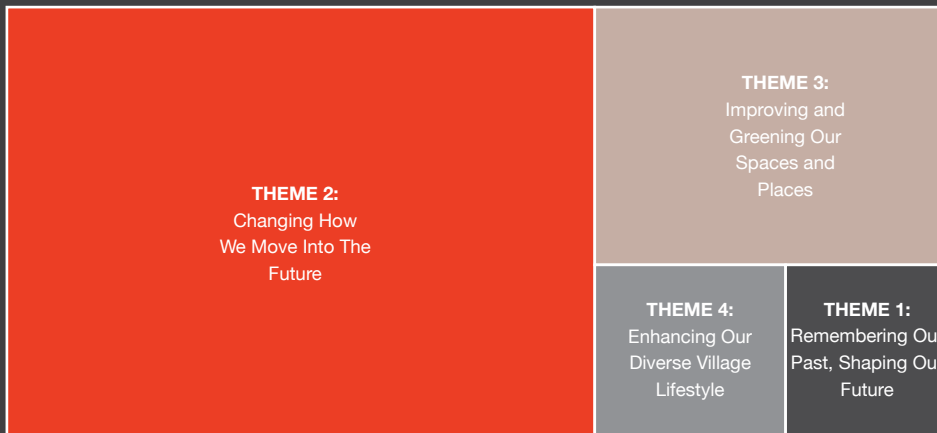 THEME 2:
Changing How
We Move Into The
Future
THEME 3:
Improving and
Greening Our
Spaces and
Places
THEME 4:
Enhancing Our
Diverse Village
Lifestyle
THEME 1:
Remembering Ou
Past, Shaping Ou
Future